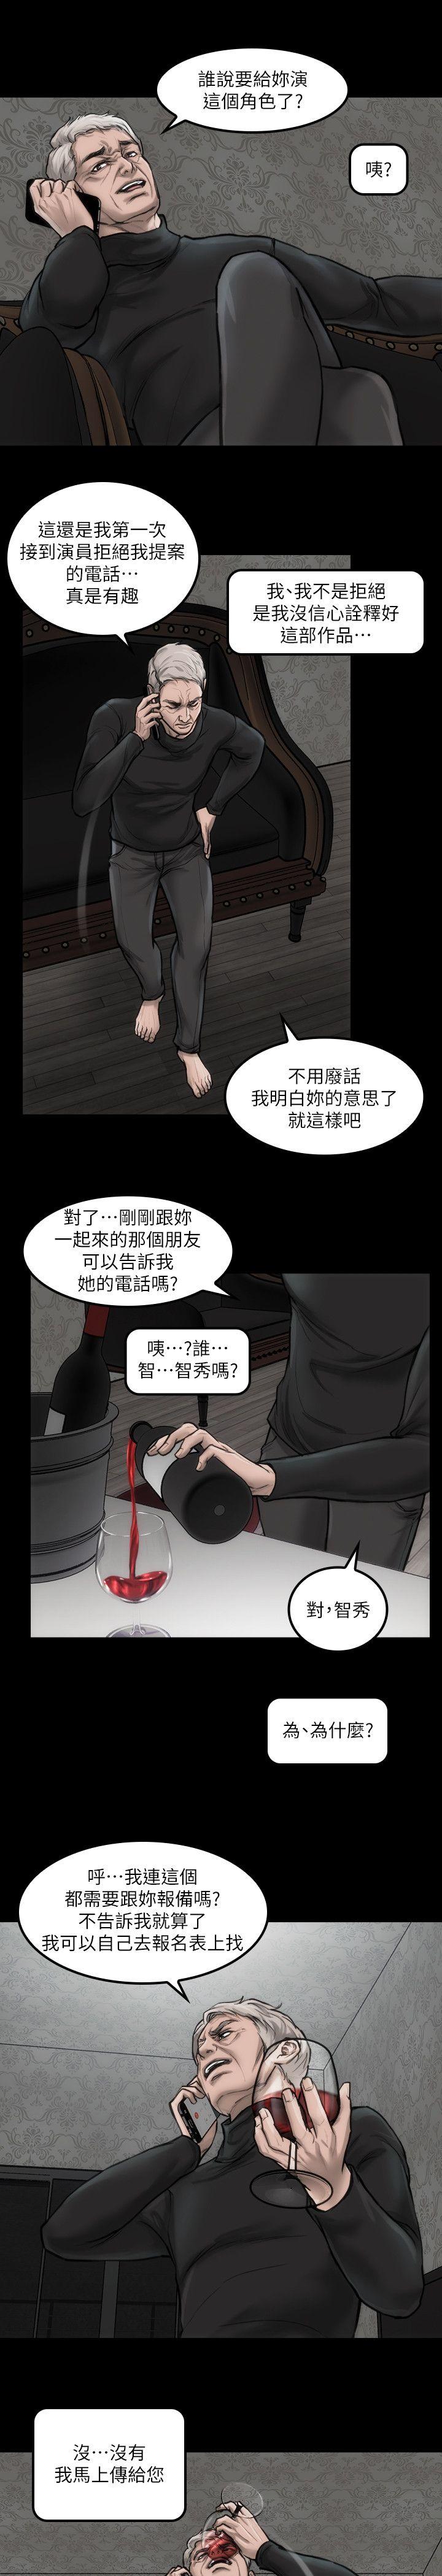 誰說要給妳演
這個角色了?
咦?
這還是我第一次
接到演員拒絕我提案
的電話⋯
真是有趣
我、我不是拒絕
是我沒信心詮釋好
這部作品⋯
不用廢話
我明白妳的意思了
就這樣吧
對了⋯剛剛跟妳
一起來的那個朋友
可以告訴我
她的電話嗎?
咦⋯?誰⋯
智⋯智秀嗎?
對,智秀
為、為什麼?
呼⋯我連這個
都需要跟妳報備嗎?
不告訴我就算了
我可以自己去報名表上找
沒⋯沒有
我馬上傳給您